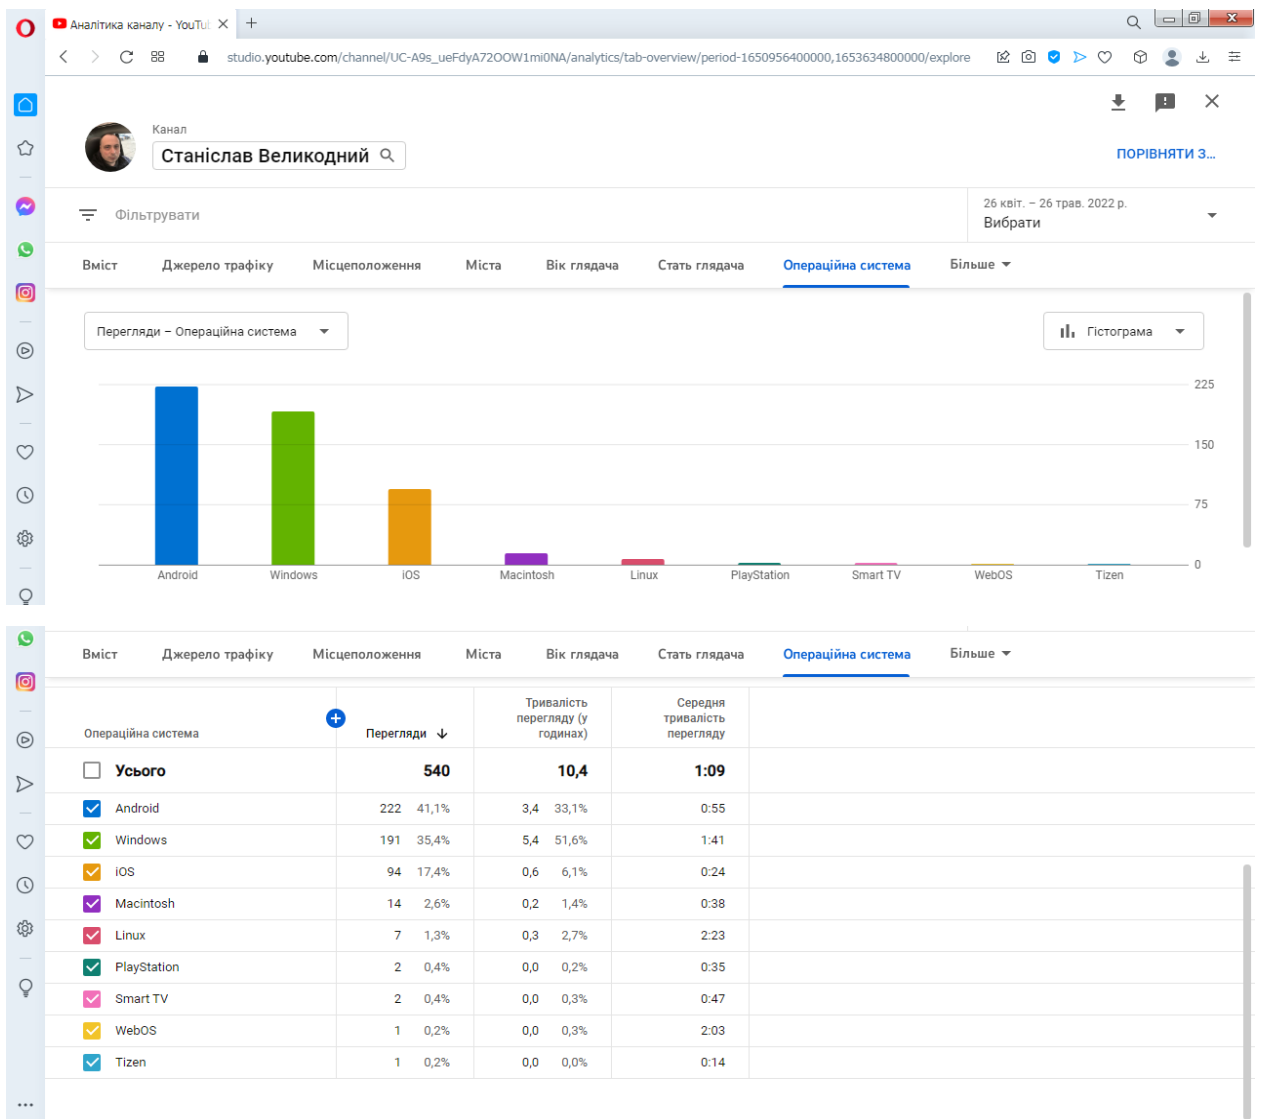 Аналітика каналу - YouTu
studio.youtube.com/channel/UC-A9s_ueFdyA72OOW1mi0NA/analytics/tab-overview/period-1650956400000,1653634800000/explore
Канал
Станіслав Великодний
ПОРІВНЯТИ З...
Фільтрувати
26 квіт. – 26 трав. 2022 р.
Вибрати
Вміст Джерело трафіку Місцеположення Міста Вік глядача Стать глядача Операційна система Більше
Перегляди – Операційна система
Гістограма
225
150
75
0
Android Windows iOS Macintosh Linux PlayStation Smart TV WebOS Tizen
Вміст Джерело трафіку Місцеположення Міста Вік глядача Стать глядача Операційна система Більше
Операційна система
Перегляди
Тривалість
перегляду (у
годинах)
Середня
тривалість
перегляду
Усього 540 10,4 1:09
Android 222 41,1% 3,4 33,1% 0:55
Windows 191 35,4% 5,4 51,6% 1:41
iOS 94 17,4% 0,6 6,1% 0:24
Macintosh 14 2,6% 0,2 1,4% 0:38
Linux 7 1,3% 0,3 2,7% 2:23
PlayStation 2 0,4% 0,0 0,2% 0:35
Smart TV 2 0,4% 0,0 0,3% 0:47
WebOS 1 0,2% 0,0 0,3% 2:03
Tizen 1 0,2% 0,0 0,0% 0:14